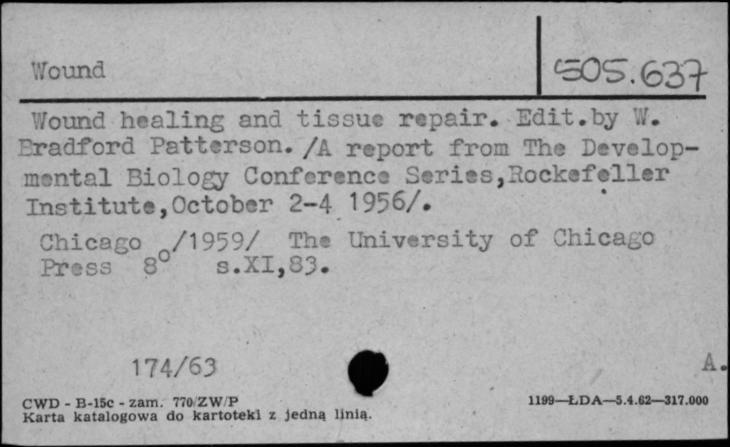 Wound
505.637
Wound healing and tissue repair. Edit.by W.
Bradford Patterson. /A report from The Develop-
mental Biology Conference Series,Rockefeller
Institute,October 2-4 1956/.
Chicago /1959/ The University of Chicago
Press 8° s.XI,83.
174/63
A.
CWD - B-15c - zam. 770/ZW/P
1199—ŁDA—5.4.62—317.000
Karta katalogowa do kartoteki z jedną linią.